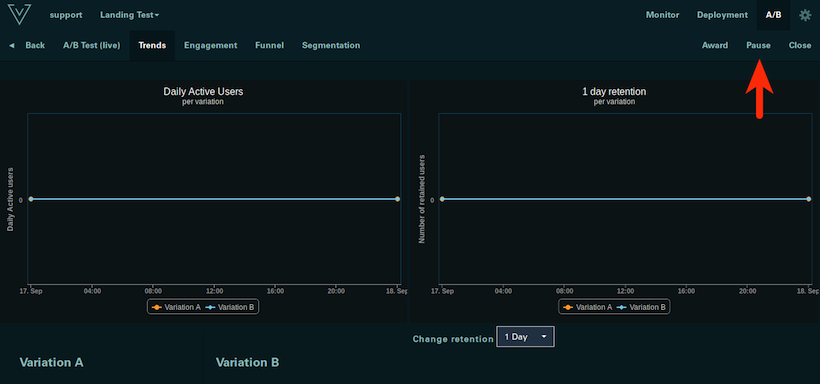 support Landing Test Monitor Deployment A/B
Back A/B Test (live) Trends Engagement Funnel Segmentation Award Pause Close
Daily Active Users
per variation
Daily Active users
0
17. Sep 04:00 08:00 12:00 16:00 20:00 18. Sep
Variation A Variation B
1 day retention
per variation
Number of retained users
0
17. Sep 04:00 08:00 12:00 16:00 20:00 18. Sep
Variation A Variation B
Change retention 1 Day
Variation A Variation B